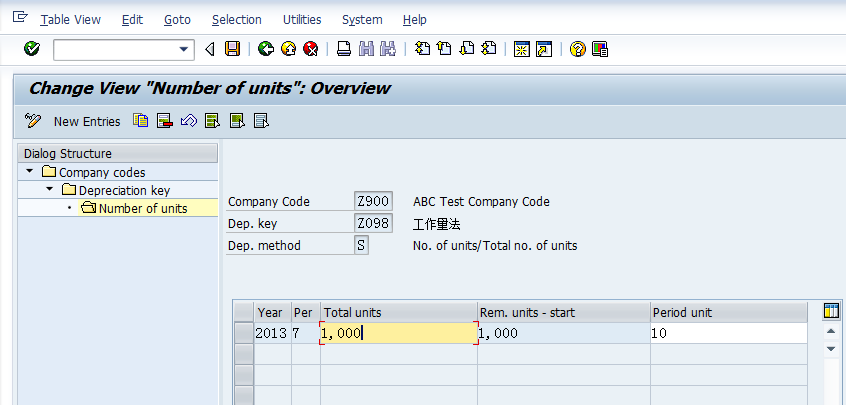 Table View Edit Goto Selection Utilities System Help
Change View "Number of units": Overview
New Entries
Dialog Structure
Company codes
Depreciation key
Number of units
Company Code Z900 ABC Test Company Code
Dep. key Z098 工作量法
Dep. method S No. of units/Total no. of units
Year Per Total units Rem. units - start Period unit
2013 7 1,000 1,000 10